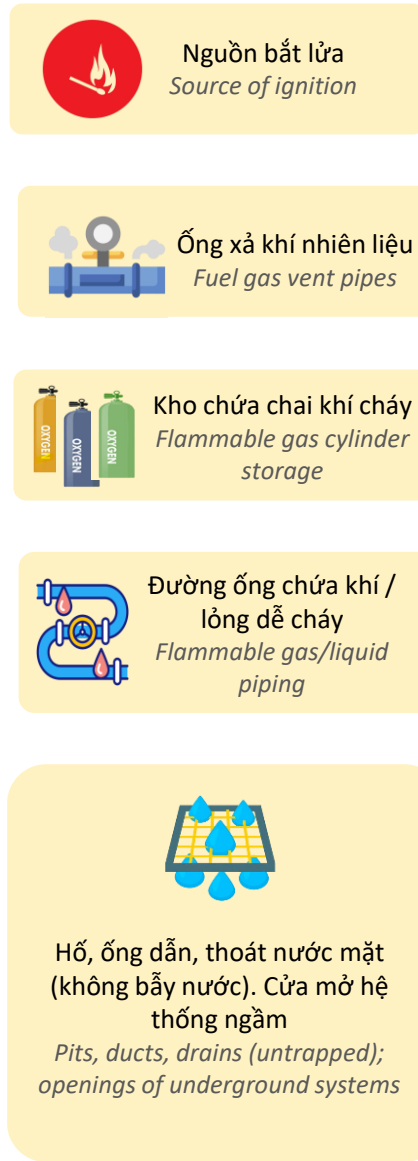 Nguồn bắt lửa
Source of ignition
Ống xả khí nhiên liệu
Fuel gas vent pipes
OXYGEN
OXYGEN
OXYGEN
Kho chứa chai khí cháy
Flammable gas cylinder
storage
Đường ống chứa khí /
lỏng dễ cháy
Flammable gas/liquid
piping
Hố, ống dẫn, thoát nước mặt
(không bẫy nước). Cửa mở hệ
thống ngầm
Pits, ducts, drains (untrapped);
openings of underground systems